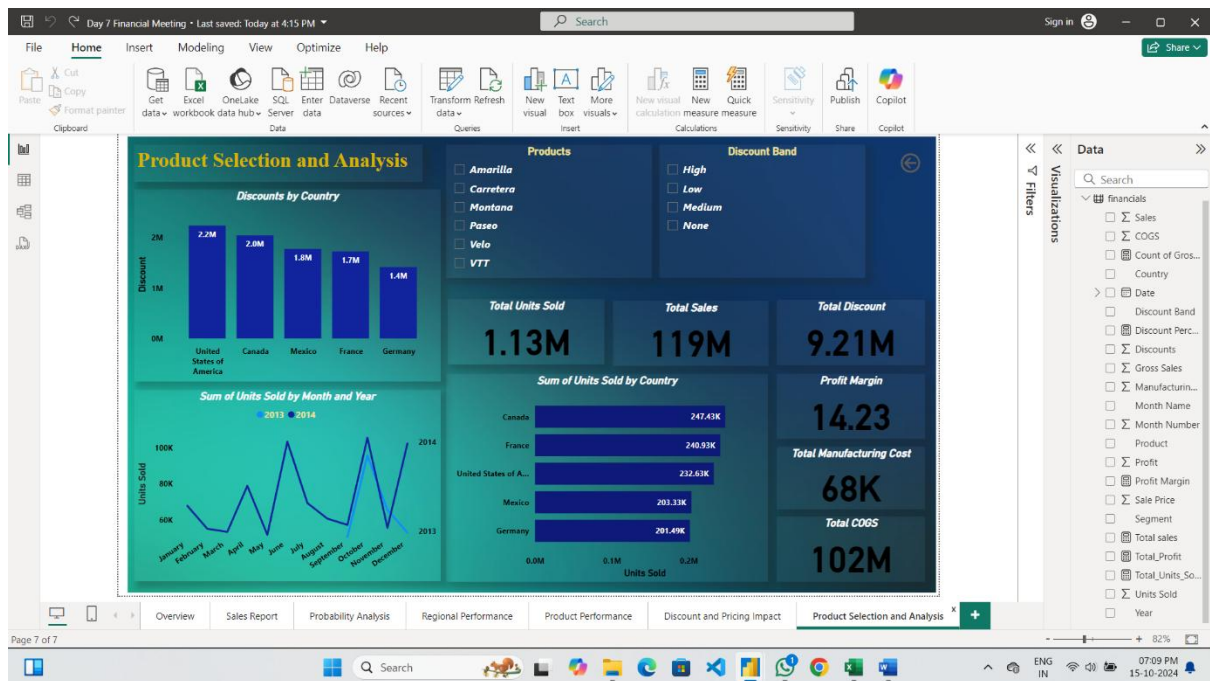 Day 7 Financial Meeting • Last saved: Today at 4:15 PM
Search
Sign in
File Home Insert Modeling View Optimize Help
Share
Paste
Cut
Copy
Format painter
Clipboard
Get data
Excel workbook
OneLake data hub
SQL Server
Enter data
Dataverse
Recent sources
Data
Transform data
Refresh
Queries
New visual
Text box
More visuals
Insert
New visual calculation
New measure
Quick measure
Calculations
Sensitivity
Sensitivity
Publish
Share
Copilot
Copilot
Product Selection and Analysis
Discounts by Country
Discount
2M
1M
0M
2.2M
2.0M
1.8M
1.7M
1.4M
United States of America
Canada
Mexico
France
Germany
Products
Amarilla
Carretera
Montana
Paseo
Velo
VTT
Discount Band
High
Low
Medium
None
Total Units Sold
1.13M
Total Sales
119M
Total Discount
9.21M
Sum of Units Sold by Month and Year
2013 2014
Units Sold
100K
80K
60K
2014
2013
January
February
March
April
May
June
July
August
September
October
November
December
Sum of Units Sold by Country
Canada 247.43K
France 240.93K
United States of A... 232.63K
Mexico 203.33K
Germany 201.49K
0.0M 0.1M 0.2M
Units Sold
Profit Margin
14.23
Total Manufacturing Cost
68K
Total COGS
102M
Filters
Visualizations
Data
Search
financials
Sales
COGS
Count of Gros...
Country
Date
Discount Band
Discount Perc...
Discounts
Gross Sales
Manufacturin...
Month Name
Month Number
Product
Profit
Profit Margin
Sale Price
Segment
Total sales
Total_Profit
Total_Units_So...
Units Sold
Year
Overview
Sales Report
Probability Analysis
Regional Performance
Product Performance
Discount and Pricing Impact
Product Selection and Analysis
Page 7 of 7
82%
Search
ENG
IN
07:09 PM
15-10-2024